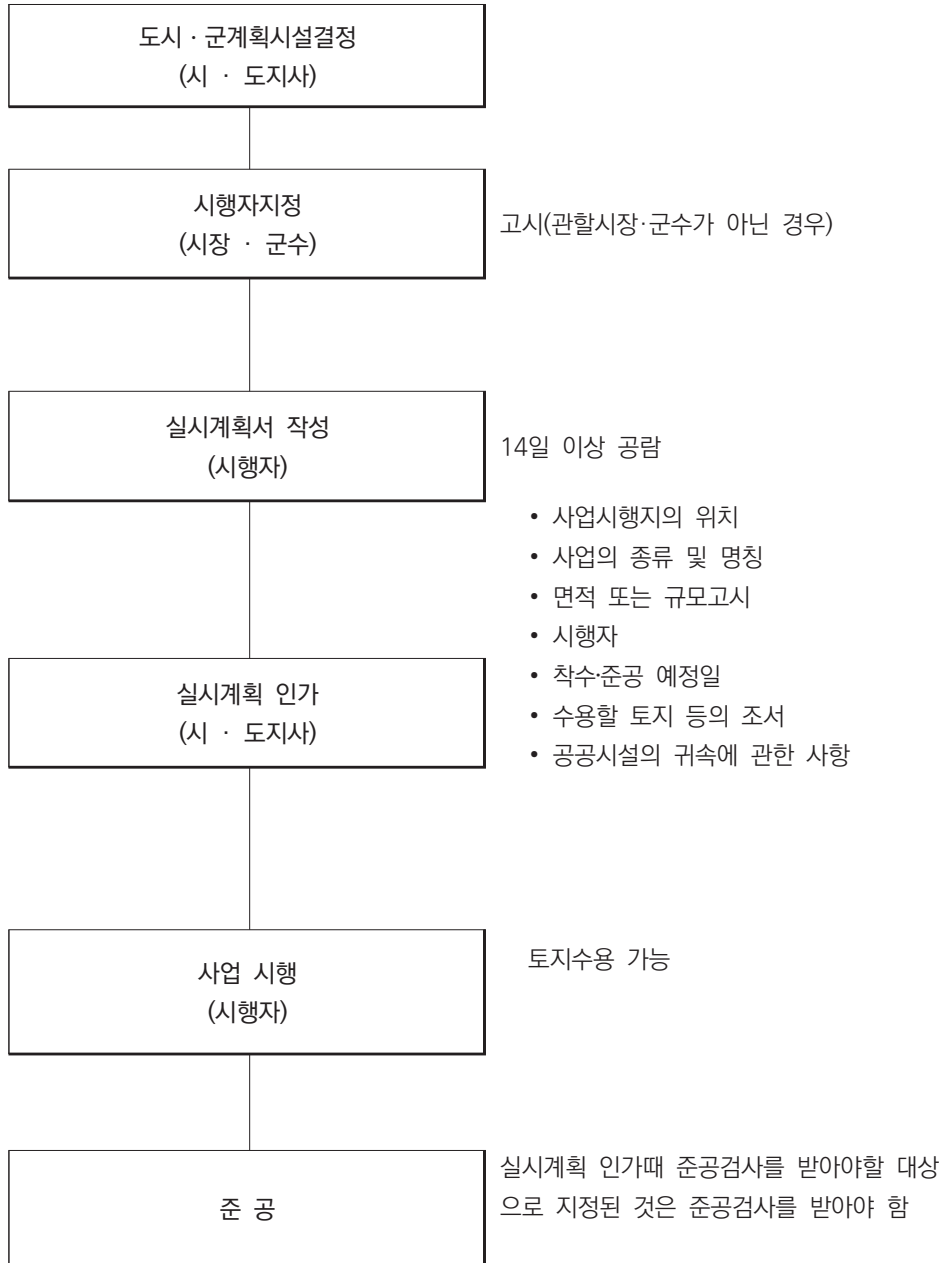 도시 · 군계획시설결정
(시 · 도지사)
시행자지정
(시장 · 군수)
고시(관할시장·군수가 아닌 경우)
실시계획서 작성
(시행자)
14일 이상 공람
• 사업시행지의 위치
• 사업의 종류 및 명칭
• 면적 또는 규모고시
• 시행자
• 착수·준공 예정일
• 수용할 토지 등의 조서
• 공공시설의 귀속에 관한 사항
실시계획 인가
(시 · 도지사)
사업 시행
(시행자)
토지수용 가능
준 공
실시계획 인가때 준공검사를 받아야할 대상
으로 지정된 것은 준공검사를 받아야 함